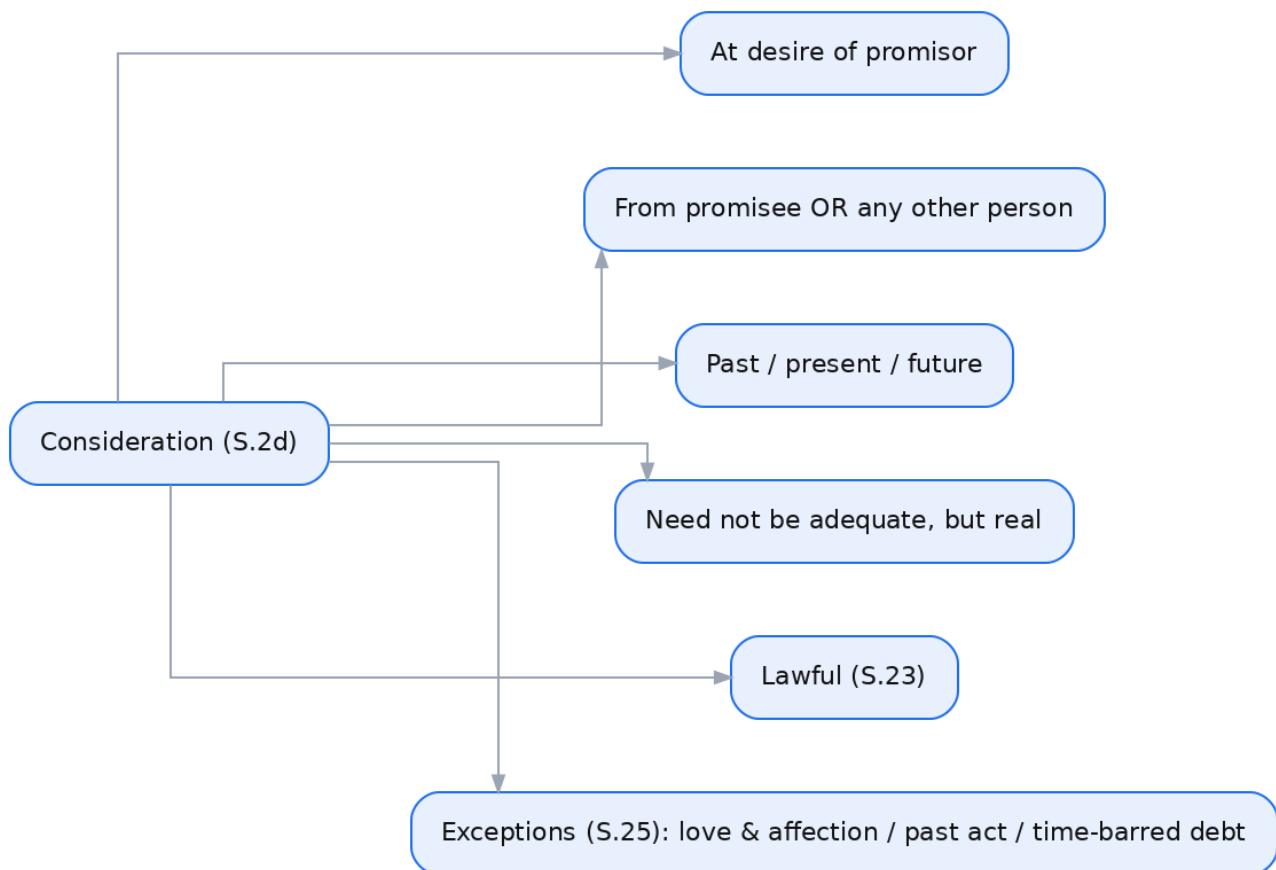 At desire of promisor
From promisee OR any other person
Past / present / future
Consideration (S.2d)
Need not be adequate, but real
Lawful (S.23)
Exceptions (S.25): love & affection / past act / time-barred debt